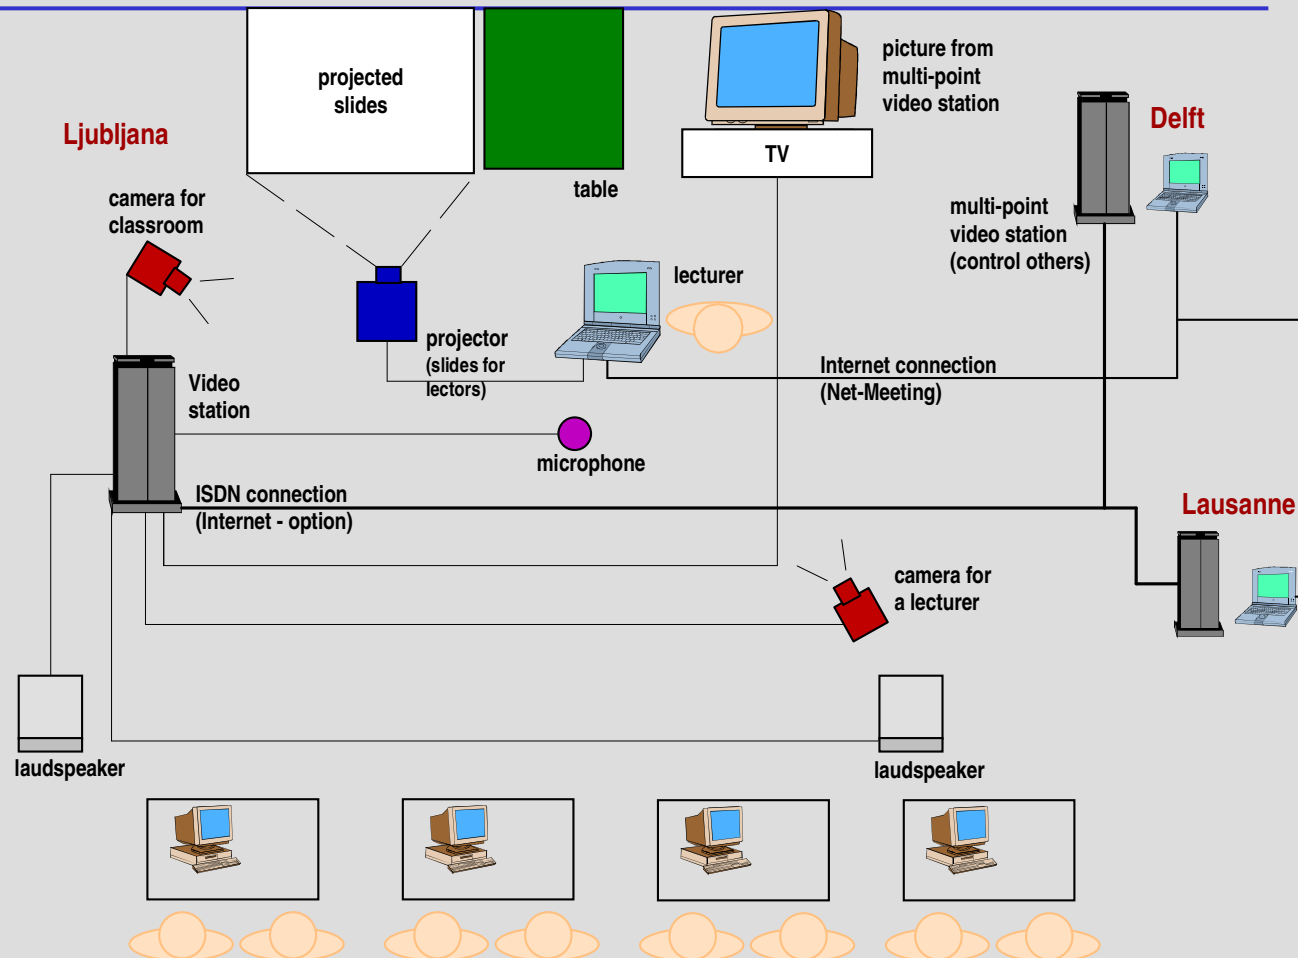 projected
slides
picture from
multi-point
video station
Ljubljana
Delft
TV
table
camera for
classroom
multi-point
video station
(control others)
lecturer
projector
(slides for
lectors)
Internet connection
(Net-Meeting)
Video
station
microphone
ISDN connection
(Internet - option)
Lausanne
camera for
a lecturer
laudspeaker
laudspeaker